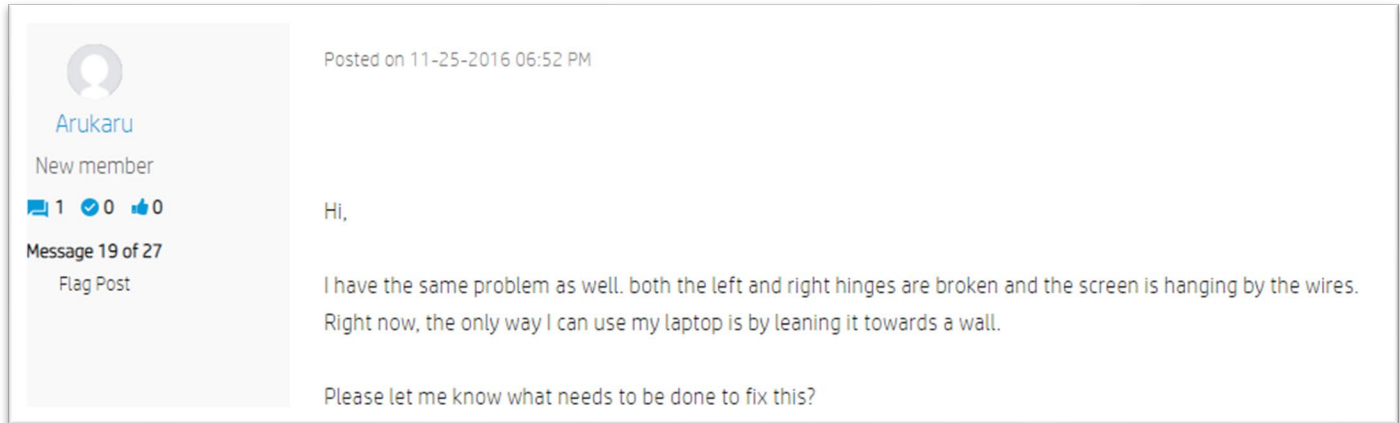 Posted on 11-25-2016 06:52 PM
Arukaru
New member
1 0 0
Message 19 of 27
Flag Post
Hi,
I have the same problem as well. both the left and right hinges are broken and the screen is hanging by the wires.
Right now, the only way I can use my laptop is by leaning it towards a wall.
Please let me know what needs to be done to fix this?